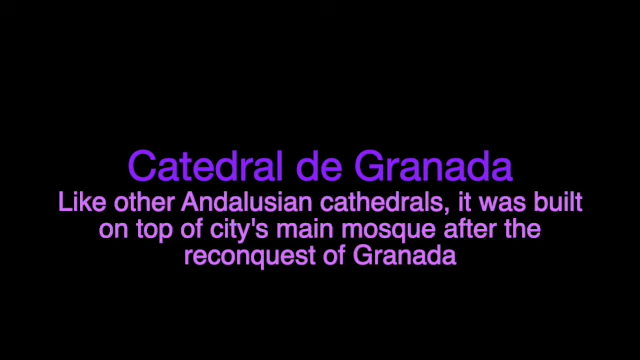 Catedral de Granada
Like other Andalusian cathedrals, it was built
on top of city's main mosque after the
reconquest of Granada